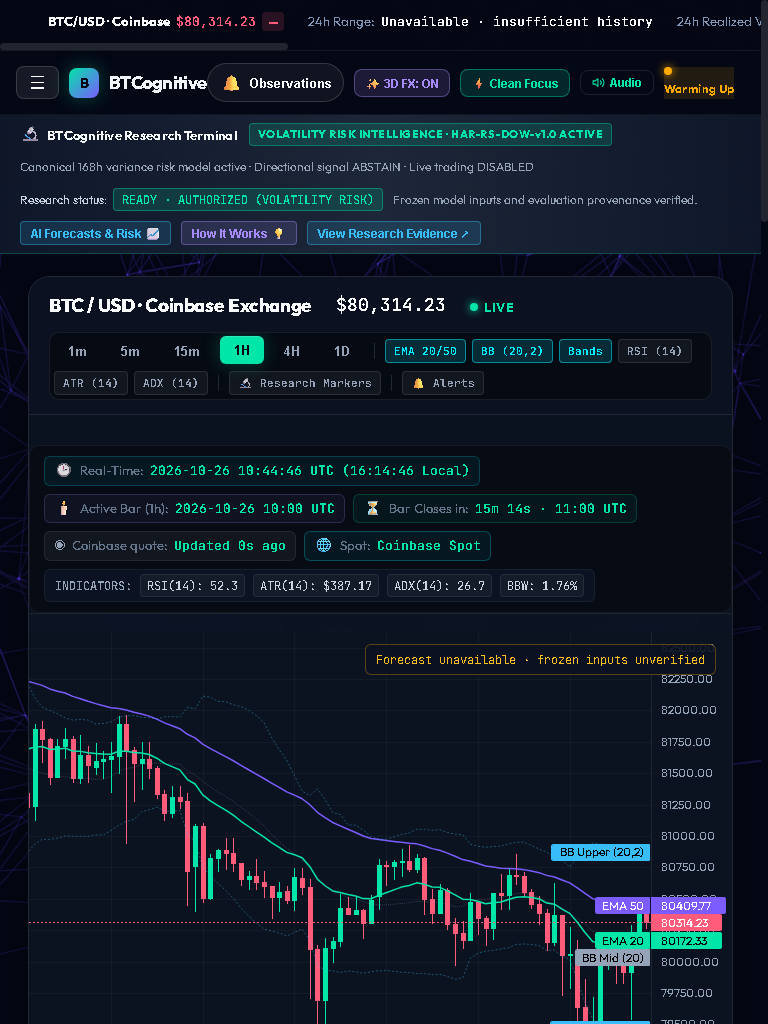 BTC/USD · Coinbase $80,314.23 — 24h Range: Unavailable · insufficient history 24h Realized
☰ B BTCognitive 🔔 Observations ✨ 3D FX: ON ⚡ Clean Focus 🔊 Audio Warming Up
🔬 BTCognitive Research Terminal VOLATILITY RISK INTELLIGENCE · HAR-RS-DOW-v1.0 ACTIVE
Canonical 168h variance risk model active · Directional signal ABSTAIN · Live trading DISABLED
Research status: READY · AUTHORIZED (VOLATILITY RISK) Frozen model inputs and evaluation provenance verified.
AI Forecasts & Risk 📈 How It Works 💡 View Research Evidence ↗
BTC / USD · Coinbase Exchange $80,314.23 ● LIVE
1m 5m 15m 1H 4H 1D EMA 20/50 BB (20,2) Bands RSI (14)
ATR (14) ADX (14) 🔬 Research Markers 🔔 Alerts
🕒 Real-Time: 2026-10-26 10:44:46 UTC (16:14:46 Local)
🕯 Active Bar (1h): 2026-10-26 10:00 UTC ⏳ Bar Closes in: 15m 14s · 11:00 UTC
◉ Coinbase quote: Updated 0s ago 🌐 Spot: Coinbase Spot
INDICATORS: RSI(14): 52.3 ATR(14): $387.17 ADX(14): 26.7 BBW: 1.76%
Forecast unavailable · frozen inputs unverified
82250.00
82000.00
81750.00
81500.00
81250.00
81000.00
BB Upper (20,2)
80750.00
EMA 50 80409.77
80314.23
EMA 20 80172.33
BB Mid (20) 80000.00
79750.00